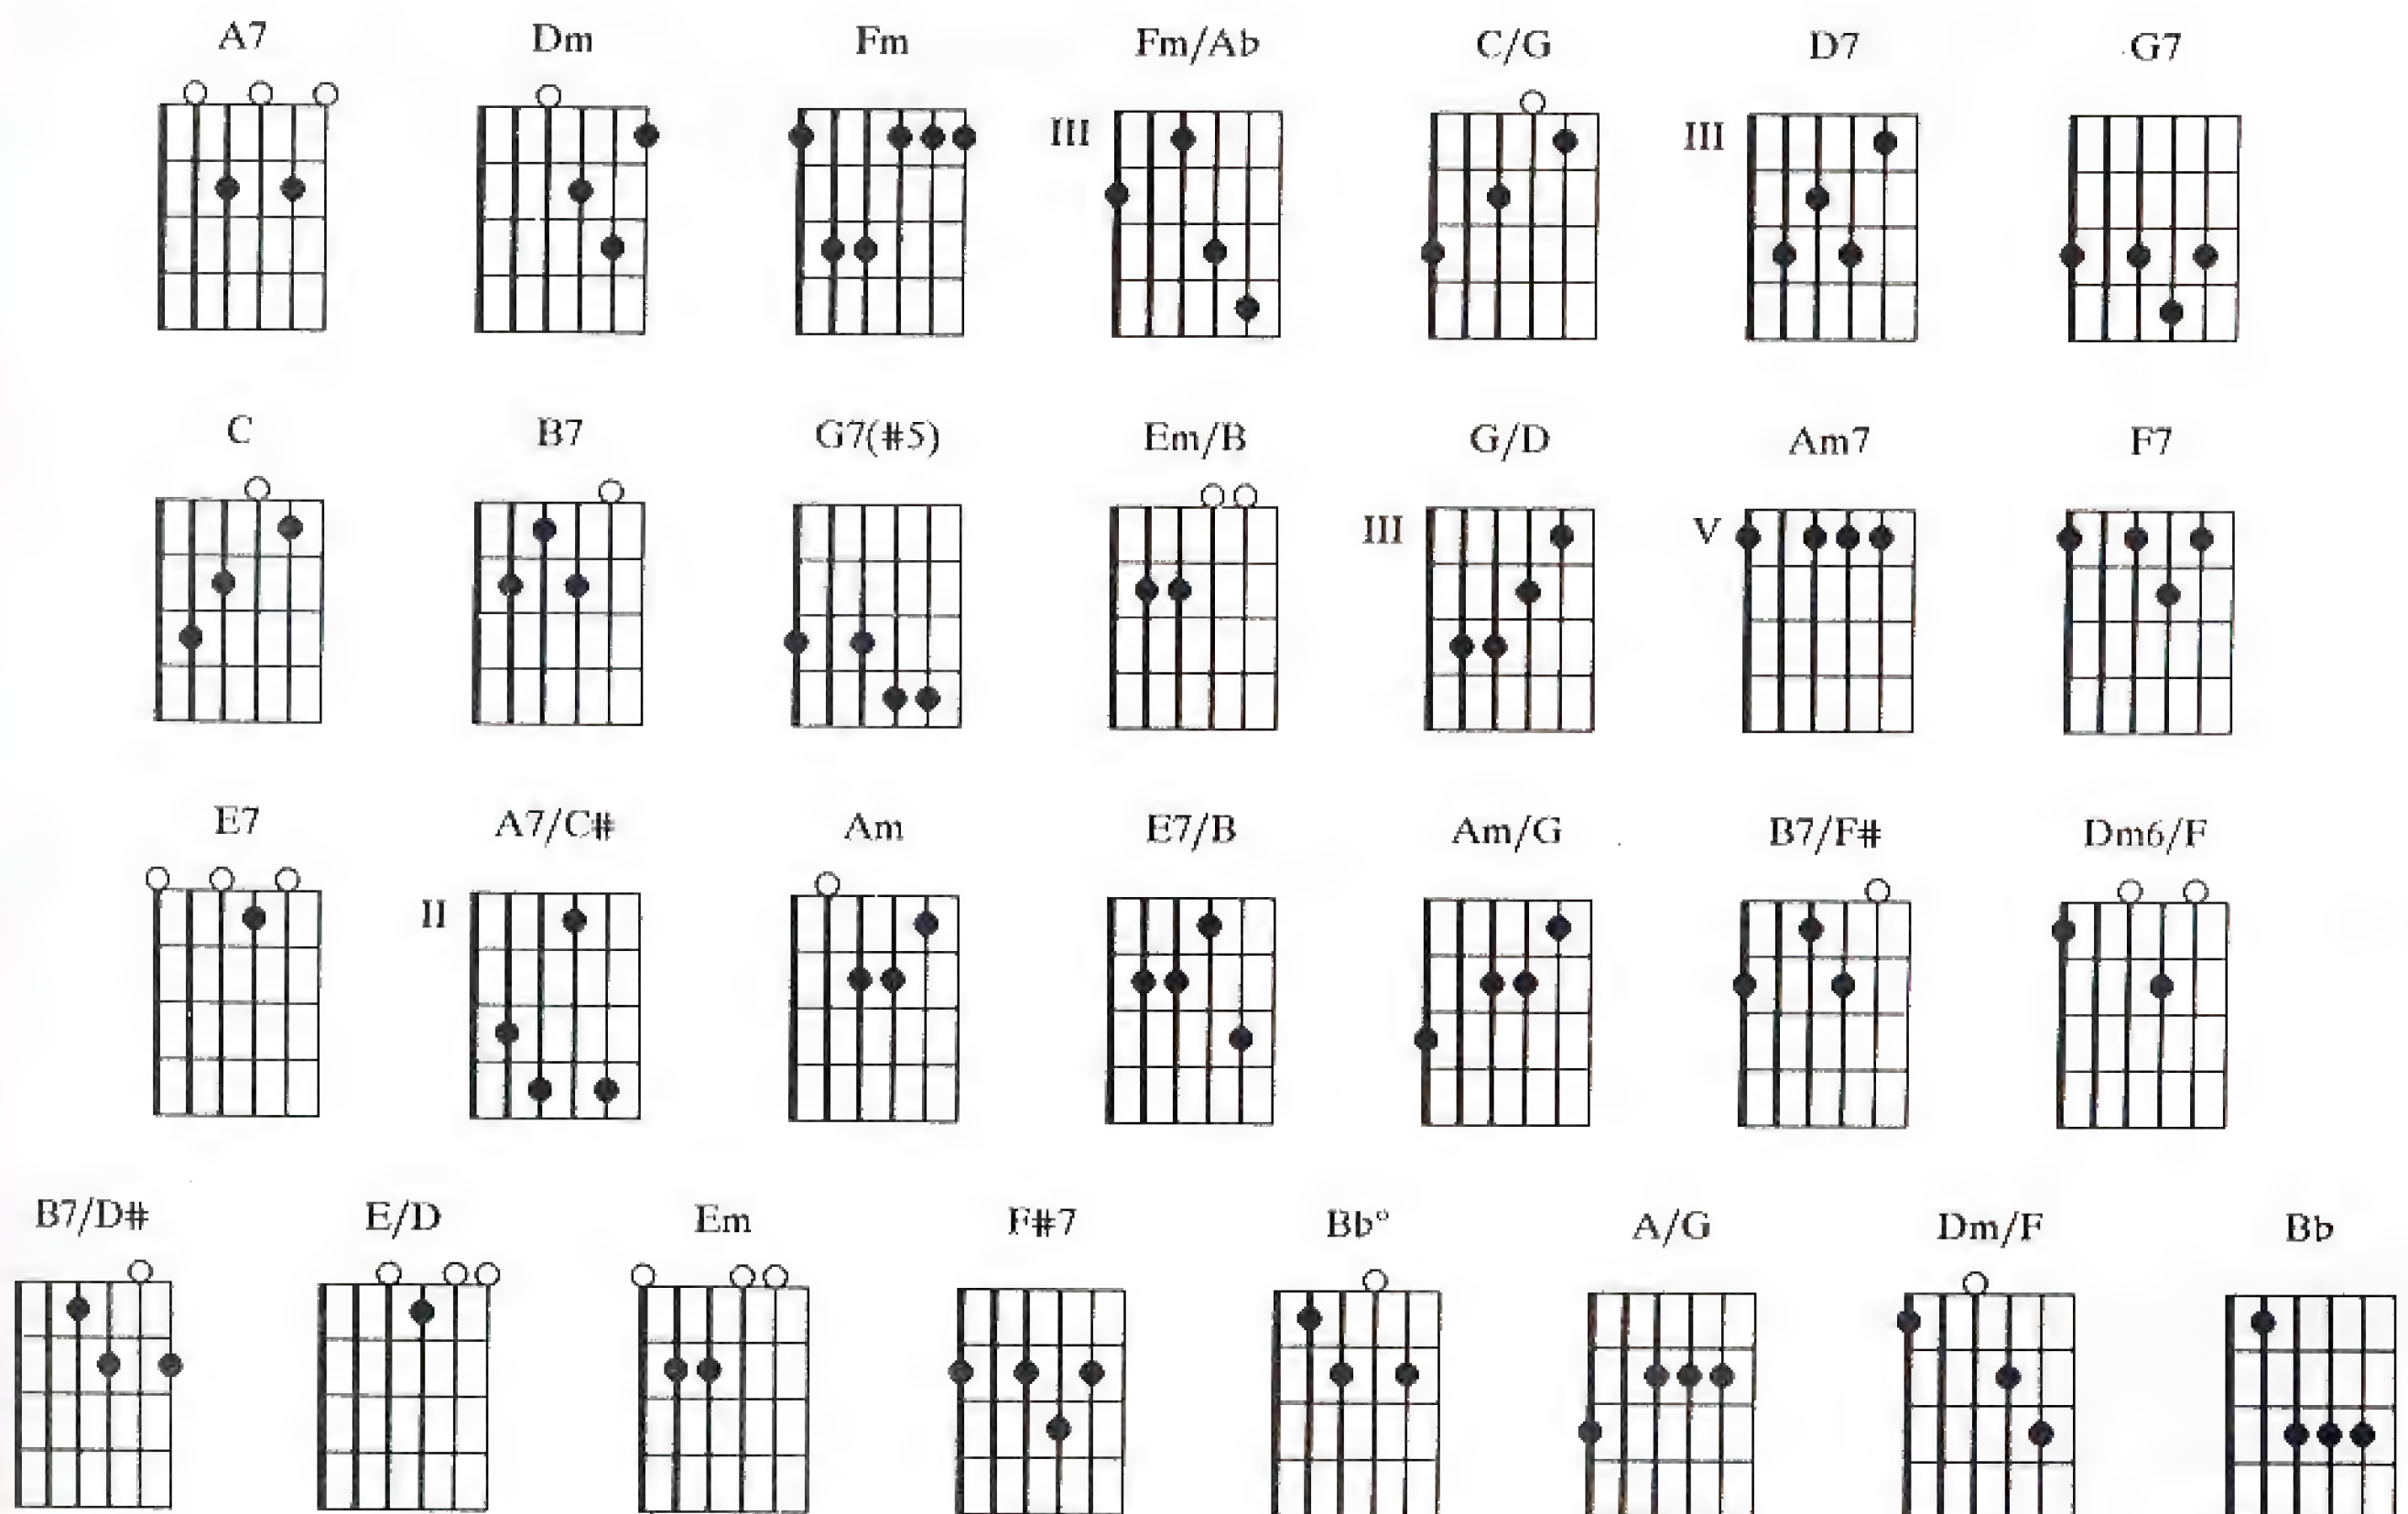 A7 Dm Fm Fm/Ab C/G D7 G7
III III
C B7 G7(#5) Em/B G/D Am7 F7
III V
E7 A7/C# Am E7/B Am/G B7/F# Dm6/F
II
B7/D# E/D Em F#7 Bb° A/G Dm/F Bb